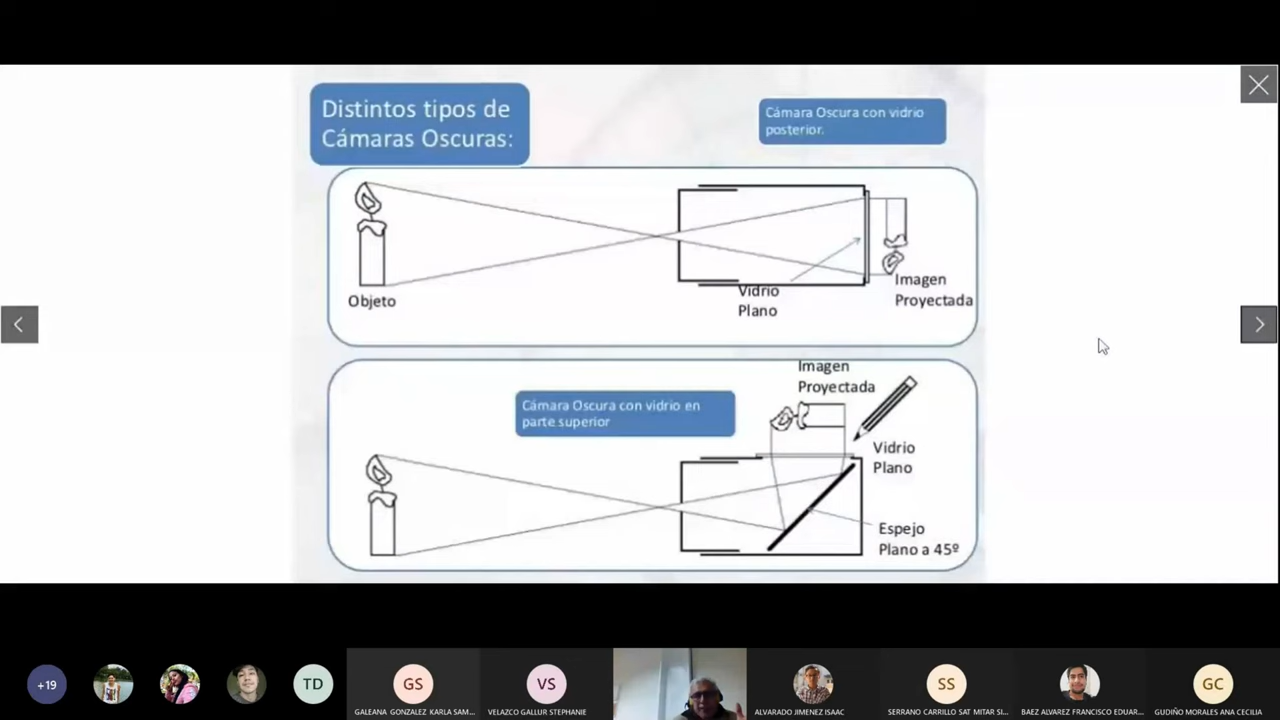 Distintos tipos de
Cámaras Oscuras:
Cámara Oscura con vidrio
posterior.
Objeto
Vidrio
Plano
Imagen
Proyectada
Imagen
Proyectada
Cámara Oscura con vidrio en
parte superior
Vidrio
Plano
Espejo
Plano a 45º
+19
TD
GS
GALEANA GONZALEZ KARLA SAM...
VS
VELAZCO GALLUR STEPHANIE
ALVARADO JIMENEZ ISAAC
SS
SERRANO CARRILLO SAT MITAR SI...
BAEZ ALVAREZ FRANCISCO EDUAR...
GC
GUDIÑO MORALES ANA CECILIA